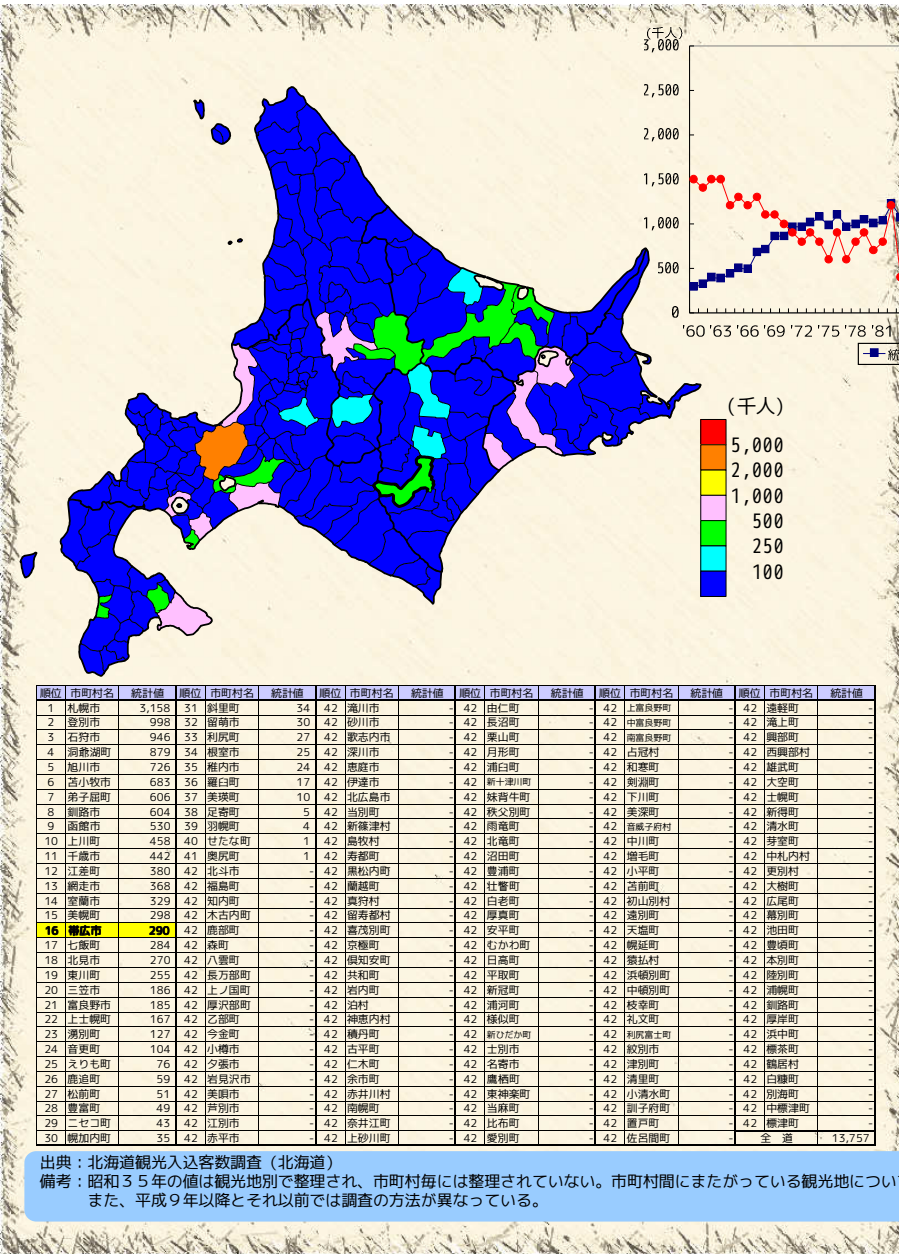 (千人)
3,000
2,500
2,000
1,500
1,000
500
0
'60 '63 '66 '69 '72 '75 '78 '81
統
(千人)
5,000
2,000
1,000
500
250
100
順位 市町村名 統計値 順位 市町村名 統計値 順位 市町村名 統計値 順位 市町村名 統計値 順位 市町村名 統計値 順位 市町村名 統計値
1 札幌市 3,158 31 斜里町 34 42 滝川市 - 42 由仁町 - 42 上富良野町 - 42 遠軽町 -
2 登別市 998 32 留萌市 30 42 砂川市 - 42 長沼町 - 42 中富良野町 - 42 滝上町 -
3 石狩市 946 33 利尻町 27 42 歌志内市 - 42 栗山町 - 42 南富良野町 - 42 興部町 -
4 洞爺湖町 879 34 根室市 25 42 深川市 - 42 月形町 - 42 占冠村 - 42 西興部村 -
5 旭川市 726 35 稚内市 24 42 恵庭市 - 42 浦臼町 - 42 和寒町 - 42 雄武町 -
6 苫小牧市 683 36 羅臼町 17 42 伊達市 - 42 新十津川町 - 42 剣淵町 - 42 大空町 -
7 弟子屈町 606 37 美瑛町 10 42 北広島市 - 42 妹背牛町 - 42 下川町 - 42 士幌町 -
8 釧路市 604 38 足寄町 5 42 当別町 - 42 秩父別町 - 42 美深町 - 42 新得町 -
9 函館市 530 39 羽幌町 4 42 新篠津村 - 42 雨竜町 - 42 音威子府村 - 42 清水町 -
10 上川町 458 40 せたな町 1 42 島牧村 - 42 北竜町 - 42 中川町 - 42 芽室町 -
11 千歳市 442 41 奥尻町 1 42 寿都町 - 42 沼田町 - 42 増毛町 - 42 中札内村 -
12 江差町 380 42 北斗市 - 42 黒松内町 - 42 豊浦町 - 42 小平町 - 42 更別村 -
13 網走市 368 42 福島町 - 42 蘭越町 - 42 壮瞥町 - 42 苫前町 - 42 大樹町 -
14 室蘭市 329 42 知内町 - 42 真狩村 - 42 白老町 - 42 初山別村 - 42 広尾町 -
15 美幌町 298 42 木古内町 - 42 留寿都村 - 42 厚真町 - 42 遠別町 - 42 幕別町 -
16 帯広市 290 42 鹿部町 - 42 喜茂別町 - 42 安平町 - 42 天塩町 - 42 池田町 -
17 七飯町 284 42 森町 - 42 京極町 - 42 むかわ町 - 42 幌延町 - 42 豊頃町 -
18 北見市 270 42 八雲町 - 42 倶知安町 - 42 日高町 - 42 猿払村 - 42 本別町 -
19 東川町 255 42 長万部町 - 42 共和町 - 42 平取町 - 42 浜頓別町 - 42 陸別町 -
20 三笠市 186 42 上ノ国町 - 42 岩内町 - 42 新冠町 - 42 中頓別町 - 42 浦幌町 -
21 富良野市 185 42 厚沢部町 - 42 泊村 - 42 浦河町 - 42 枝幸町 - 42 釧路町 -
22 上士幌町 167 42 乙部町 - 42 神恵内村 - 42 様似町 - 42 礼文町 - 42 厚岸町 -
23 湧別町 127 42 今金町 - 42 積丹町 - 42 新ひだか町 - 42 利尻富士町 - 42 浜中町 -
24 音更町 104 42 小樽市 - 42 古平町 - 42 士別市 - 42 紋別市 - 42 標茶町 -
25 えりも町 76 42 夕張市 - 42 仁木町 - 42 名寄市 - 42 津別町 - 42 鶴居村 -
26 鹿追町 59 42 岩見沢市 - 42 余市町 - 42 鷹栖町 - 42 清里町 - 42 白糠町 -
27 松前町 51 42 美唄市 - 42 赤井川村 - 42 東神楽町 - 42 小清水町 - 42 別海町 -
28 豊富町 49 42 芦別市 - 42 南幌町 - 42 当麻町 - 42 訓子府町 - 42 中標津町 -
29 ニセコ町 43 42 江別市 - 42 奈井江町 - 42 比布町 - 42 置戸町 - 42 標津町 -
30 幌加内町 35 42 赤平市 - 42 上砂川町 - 42 愛別町 - 42 佐呂間町 - 全 道 13,757
出典：北海道観光入込客数調査（北海道）
備考：昭和３５年の値は観光地別で整理され、市町村毎には整理されていない。市町村間にまたがっている観光地につい
また、平成９年以降とそれ以前では調査の方法が異なっている。